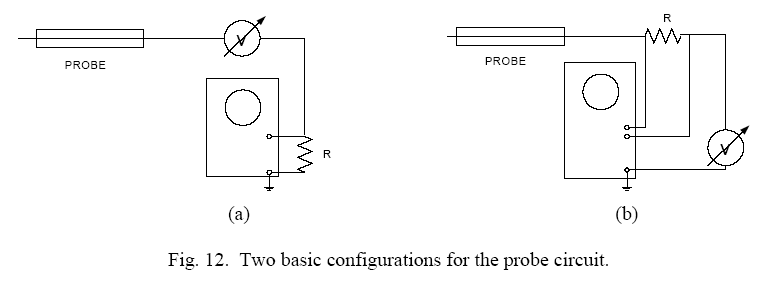 PROBE
V
R
(a)
PROBE
R
V
(b)
Fig. 12. Two basic configurations for the probe circuit.